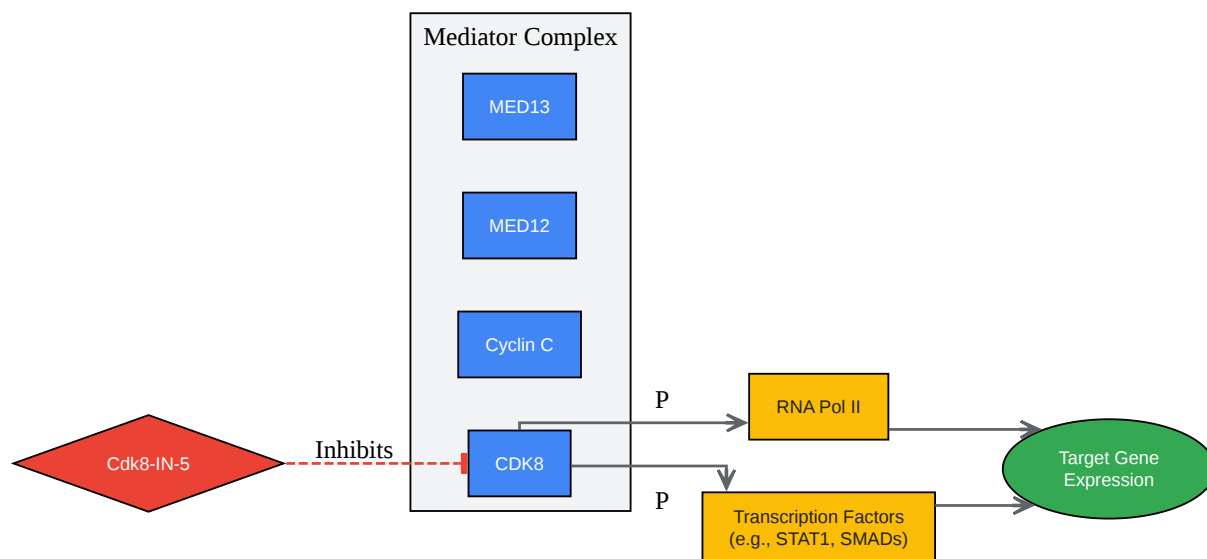 Mediator Complex
MED13
MED12
Cyclin C
P
RNA Pol II
Cdk8-IN-5
Inhibits
CDK8
Target Gene
Expression
P
Transcription Factors
(e.g., STAT1, SMADs)